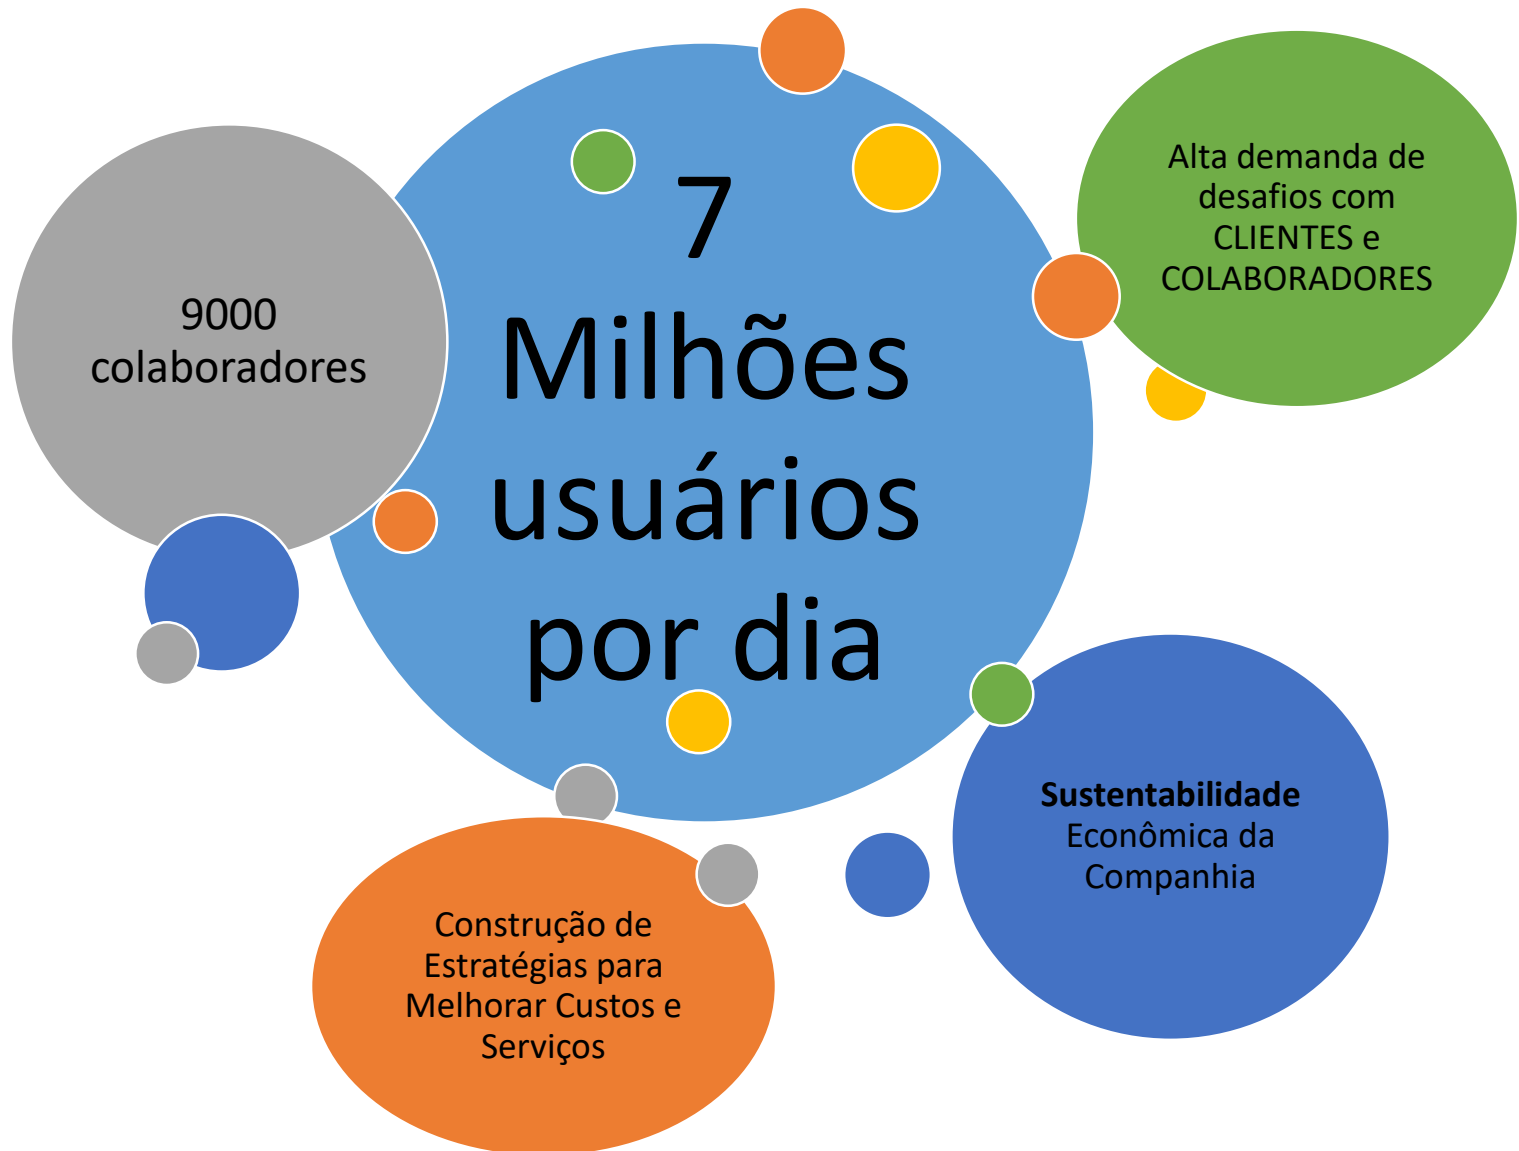 7
Milhões
usuários
por dia
9000
colaboradores
Alta demanda de
desafios com
CLIENTES e
COLABORADORES
Sustentabilidade
Econômica da
Companhia
Construção de
Estratégias para
Melhorar Custos e
Serviços